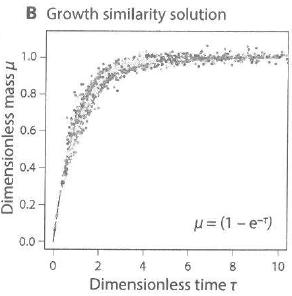 B Growth similarity solution
Dimensionless mass μ
1.0
0.8
0.6
0.4
0.2
0.0
μ = (1 – e⁻ᵗ)
0 2 4 6 8 10
Dimensionless time τ